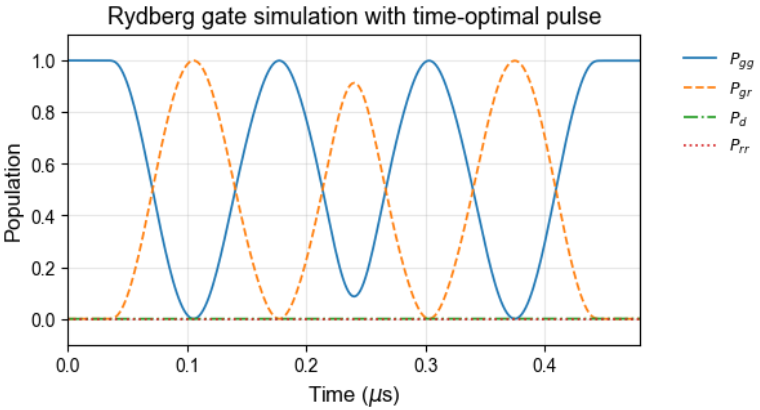 Rydberg gate simulation with time-optimal pulse
Population
1.0
0.8
0.6
0.4
0.2
0.0
0.0 0.1 0.2 0.3 0.4
Time (μs)
P_gg
P_gr
P_d
P_rr